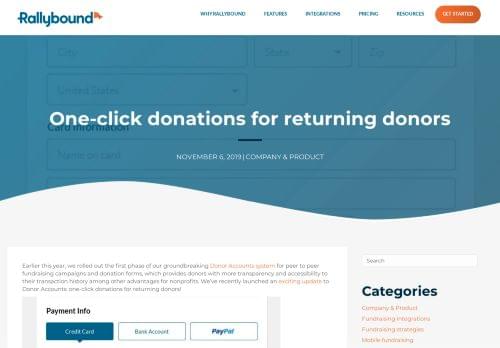 Rallybound
WHY RALLYBOUND
FEATURES
INTEGRATIONS
PRICING
RESOURCES
GET STARTED
City
State
Zip
United States
One-click donations for returning donors
Card Information
Name on card
NOVEMBER 6, 2019 | COMPANY & PRODUCT
Earlier this year, we rolled out the first phase of our groundbreaking Donor Accounts system for peer to peer
fundraising campaigns and donation forms, which provides donors with more transparency and accessibility to
their transaction history among other advantages for nonprofits. We've recently launched an exciting update to
Donor Accounts one-click donations for returning donors!
Payment Info
Credit Card
Bank Account
PayPal
Search
Categories
Company & Product
Fundraising integrations
Fundraising strategies
Mobile fundraising